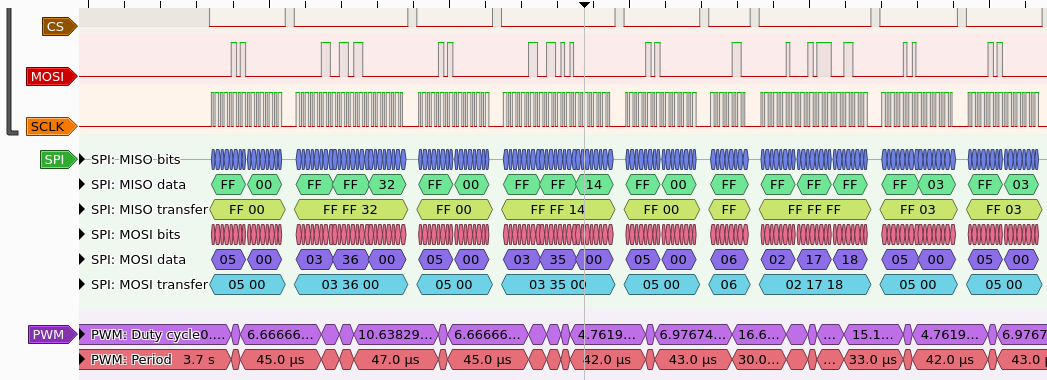 CS
MOSI
SCLK
SPI SPI: MISO bits
SPI: MISO data FF 00 FF FF 32 FF 00 FF FF 14 FF 00 FF FF FF FF FF 03 FF 03
SPI: MISO transfer FF 00 FF FF 32 FF 00 FF FF 14 FF 00 FF FF FF FF FF 03 FF 03
SPI: MOSI bits
SPI: MOSI data 05 00 03 36 00 05 00 03 35 00 05 00 06 02 17 18 05 00 05 00
SPI: MOSI transfer 05 00 03 36 00 05 00 03 35 00 05 00 06 02 17 18 05 00 05 00
PWM PWM: Duty cycle 0.... 6.66666... 10.63829... 6.66666... 4.7619... 6.97674... 16.6... ... 15.1... 4.7619... 6.9767
PWM: Period 3.7 s 45.0 µs 47.0 µs 45.0 µs 42.0 µs 43.0 µs 30.0... ... 33.0 µs 42.0 µs 43.0 µ